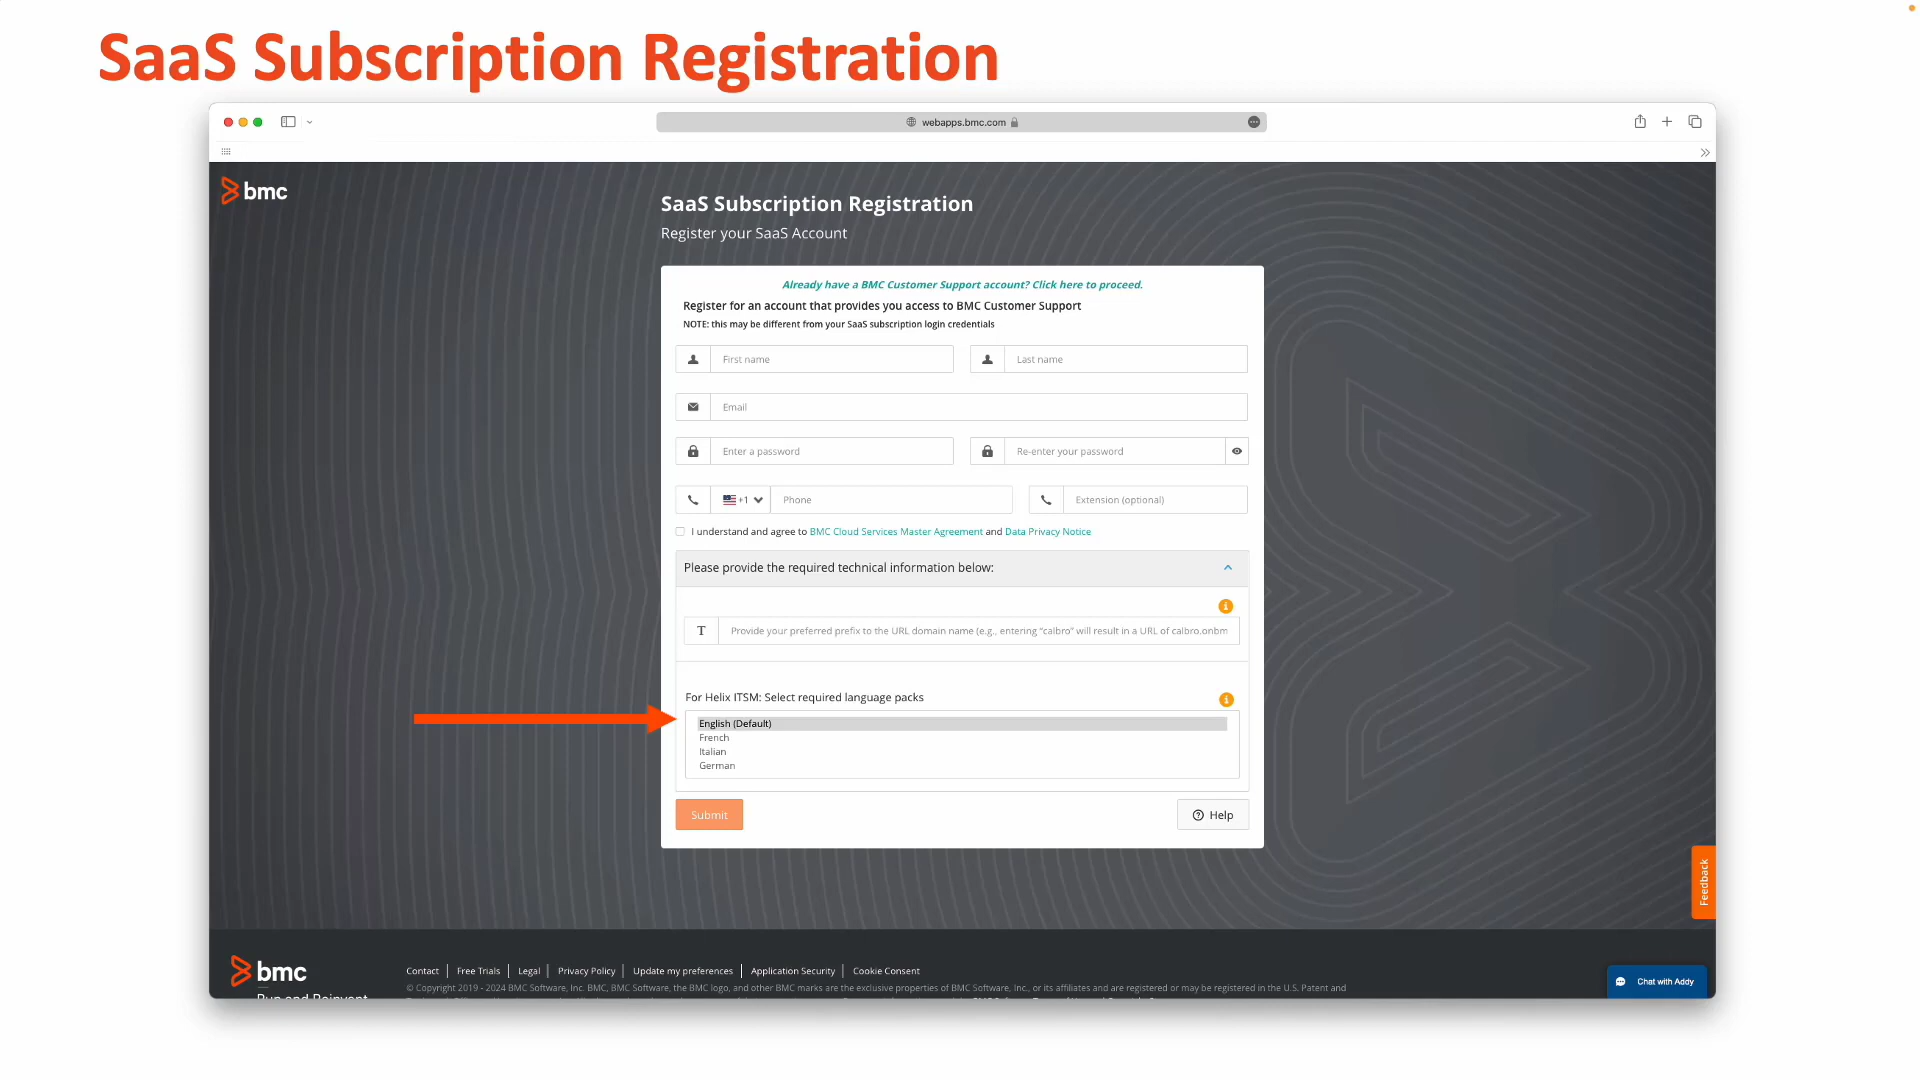 SaaS Subscription Registration
webapps.bmc.com
bmc
SaaS Subscription Registration
Register your SaaS Account
Already have a BMC Customer Support account? Click here to proceed.
Register for an account that provides you access to BMC Customer Support
NOTE: this may be different from your SaaS subscription login credentials
First name
Last name
Email
Enter a password
Re-enter your password
+1
Phone
Extension (optional)
I understand and agree to BMC Cloud Services Master Agreement and Data Privacy Notice
Please provide the required technical information below:
T
Provide your preferred prefix to the URL domain name (e.g., entering “calbro” will result in a URL of calbro.onbm
For Helix ITSM: Select required language packs
English (Default)
French
Italian
German
Submit
Help
Feedback
bmc
Run and Reinvent
Contact
Free Trials
Legal
Privacy Policy
Update my preferences
Application Security
Cookie Consent
© Copyright 2019 - 2024 BMC Software, Inc. BMC, BMC Software, the BMC logo, and other BMC marks are the exclusive properties of BMC Software, Inc., or its affiliates and are registered or may be registered in the U.S. Patent and
Chat with Addy